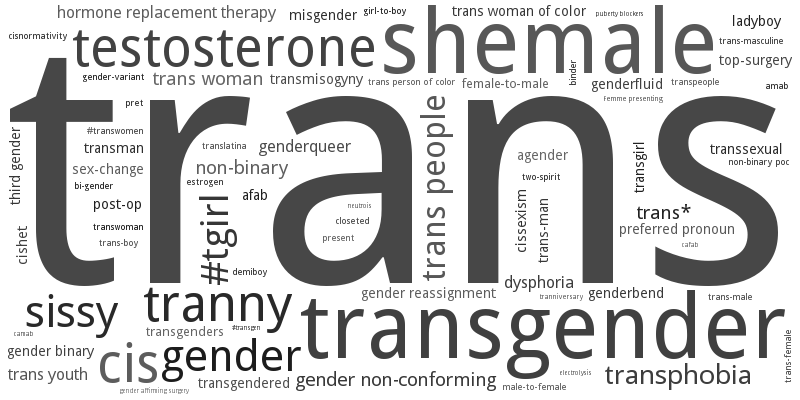 hormone replacement therapy
misgender
girl-to-boy
trans woman of color
puberty blockers
ladyboy
cisnormativity
testosterone
shemale
trans-masculine
top-surgery
gender-variant
trans woman
transmisogyny
trans person of color
female-to-male
binder
genderfluid
transpeople
amab
trans
pret
Femme presenting
#transwomen
third gender
transman
translatina
genderqueer
trans people
agender
transgirl
transsexual
non-binary poc
sex-change
non-binary
bi-gender
estrogen
two-spirit
post-op
#tgirl
afab
neutrois
cissexism
trans-man
trans*
transwoman
closeted
preferred pronoun
cishet
trans-boy
present
cafab
demiboy
dysphoria
sissy
tranny
gender reassignment
tranniversary
genderbend
trans-male
transgender
camab
transgenders
#transgen
trans-female
gender binary
cis
gender
trans youth
transgendered
gender non-conforming
electrolysis
transphobia
male-to-female
gender affirming surgery